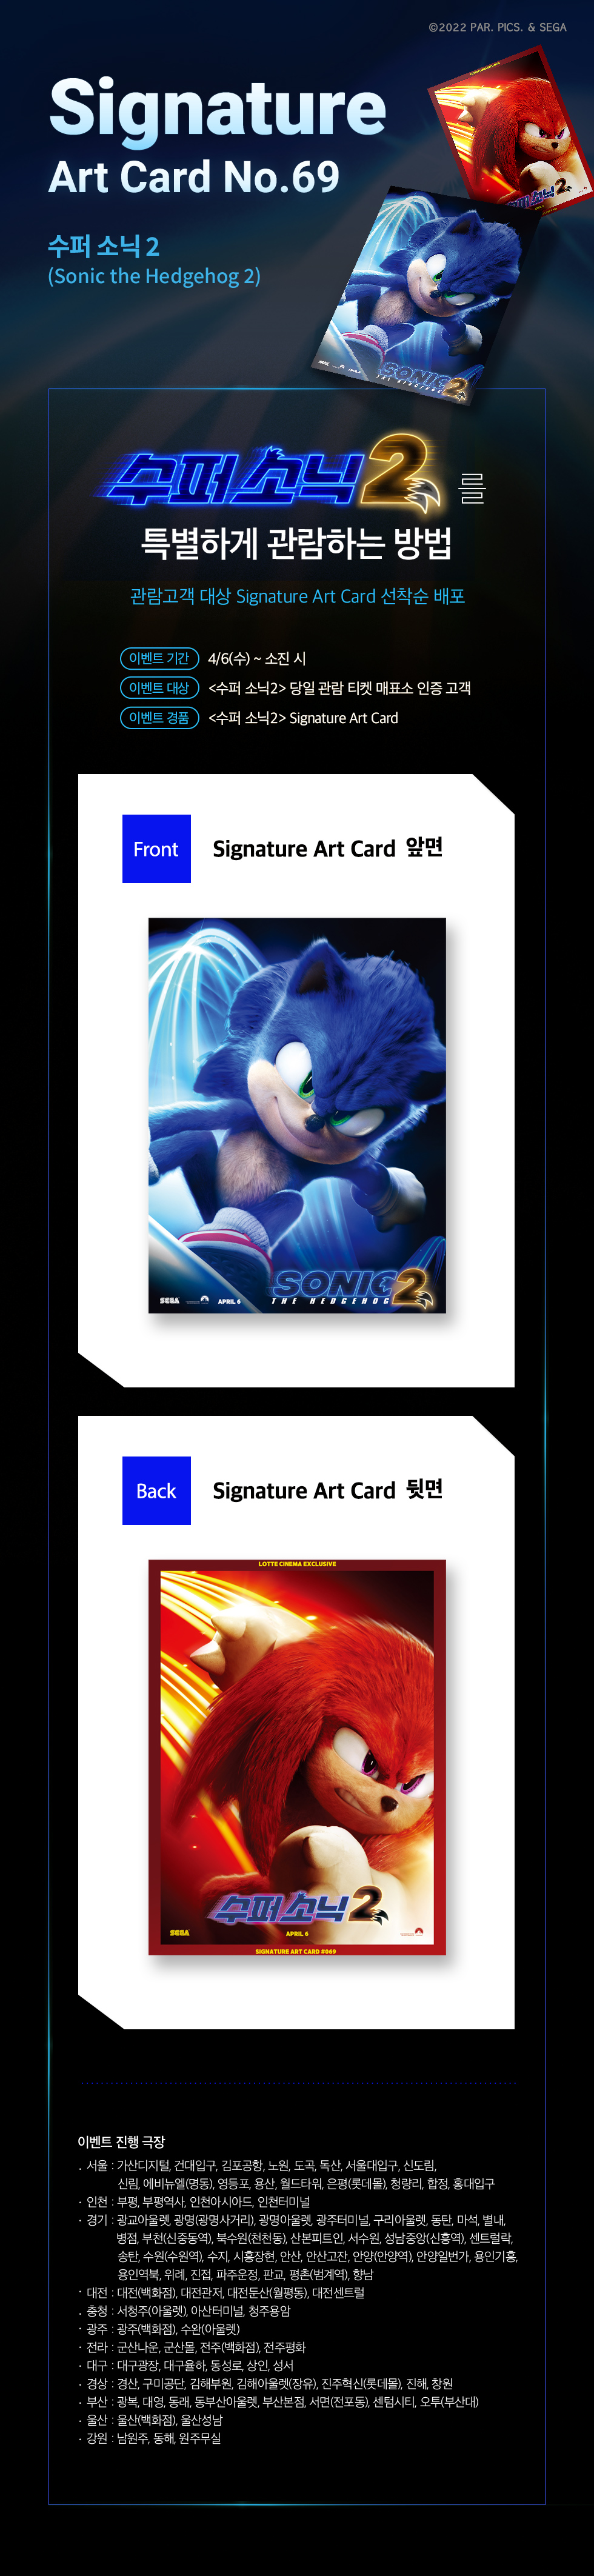 ©2022 PAR. PICS. & SEGA
Signature
Art Card No.69
수퍼 소닉 2
(Sonic the Hedgehog 2)
수퍼소닉2
SEGA
SONIC 2
THE HEDGEHOG
수퍼소닉2 를
특별하게 관람하는 방법
관람고객 대상 Signature Art Card 선착순 배포
이벤트 기간 4/6(수) ~ 소진 시
이벤트 대상 <수퍼 소닉2> 당일 관람 티켓 매표소 인증 고객
이벤트 경품 <수퍼 소닉2> Signature Art Card
Front Signature Art Card 앞면
SONIC 2
THE HEDGEHOG
SEGA APRIL 6
Back Signature Art Card 뒷면
LOTTE CINEMA EXCLUSIVE
수퍼소닉2
SEGA APRIL 6
SIGNATURE ART CARD #069
이벤트 진행 극장
· 서울 : 가산디지털, 건대입구, 김포공항, 노원, 도곡, 독산, 서울대입구, 신도림,
신림, 에비뉴엘(명동), 영등포, 용산, 월드타워, 은평(롯데몰), 청량리, 합정, 홍대입구
· 인천 : 부평, 부평역사, 인천아시아드, 인천터미널
· 경기 : 광교아울렛, 광명(광명사거리), 광명아울렛, 광주터미널, 구리아울렛, 동탄, 마석, 별내,
병점, 부천(신중동역), 북수원(천천동), 산본피트인, 서수원, 성남중앙(신흥역), 센트럴락,
송탄, 수원(수원역), 수지, 시흥장현, 안산, 안산고잔, 안양(안양역), 안양일번가, 용인기흥,
용인역북, 위례, 진접, 파주운정, 판교, 평촌(범계역), 향남
· 대전 : 대전(백화점), 대전관저, 대전둔산(월평동), 대전센트럴
· 충청 : 서청주(아울렛), 아산터미널, 청주용암
· 광주 : 광주(백화점), 수완(아울렛)
· 전라 : 군산나운, 군산몰, 전주(백화점), 전주평화
· 대구 : 대구광장, 대구율하, 동성로, 상인, 성서
· 경상 : 경산, 구미공단, 김해부원, 김해아울렛(장유), 진주혁신(롯데몰), 진해, 창원
· 부산 : 광복, 대영, 동래, 동부산아울렛, 부산본점, 서면(전포동), 센텀시티, 오투(부산대)
· 울산 : 울산(백화점), 울산성남
· 강원 : 남원주, 동해, 원주무실